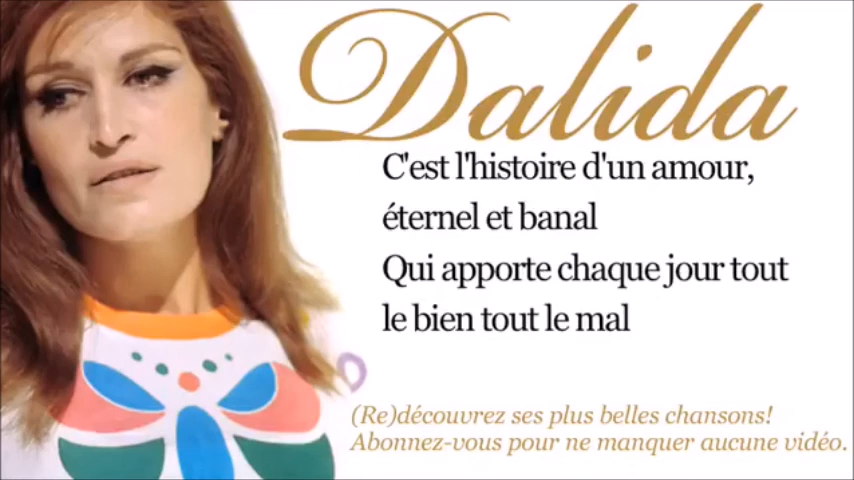 Dalida
C'est l'histoire d'un amour,
éternel et banal
Qui apporte chaque jour tout
le bien tout le mal
(Re)découvrez ses plus belles chansons!
Abonnez-vous pour ne manquer aucune vidéo.